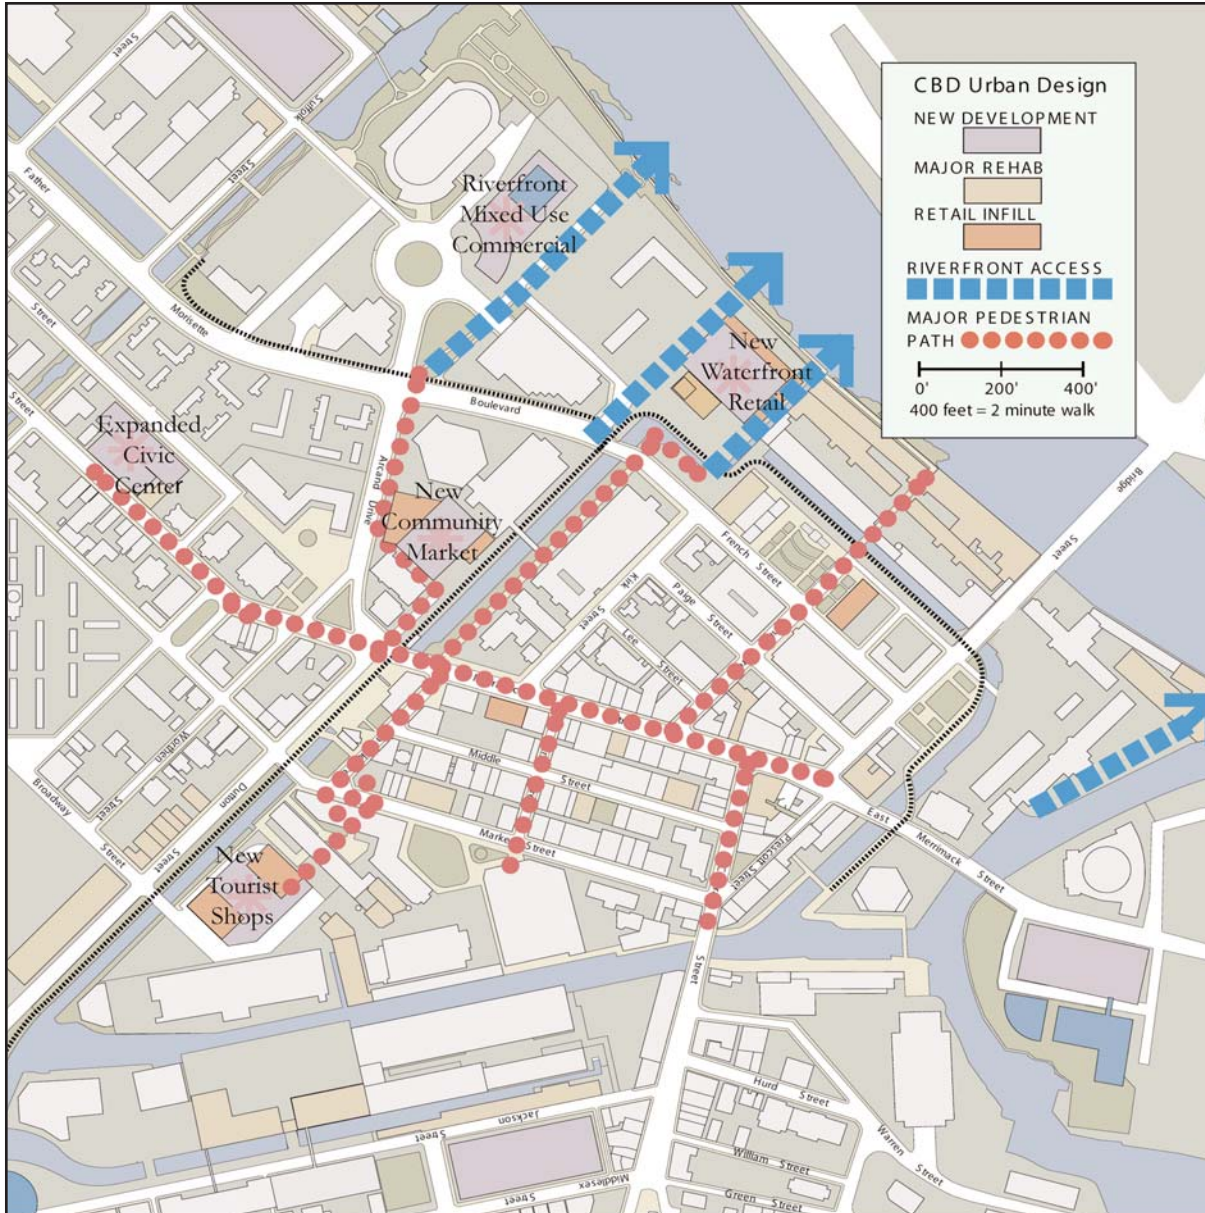 CBD Urban Design
NEW DEVELOPMENT
MAJOR REHAB
RETAIL INFILL
RIVERFRONT ACCESS
MAJOR PEDESTRIAN
PATH
0' 200' 400'
400 feet = 2 minute walk
Street
Suffolk
Street
Father
Riverfront
Mixed Use
Commercial
Morisette
Boulevard
New
Waterfront
Retail
Street
Street
Expanded
Civic
Center
Arcand Drive
New
Community
Market
Bridge
Street
French Street
Kirk
Street
Paige Street
Lee Street
Worthen
Street
Broadway
Street
Dutton
Street
Middle
Street
Market Street
Prescott Street
East
Merrimack
Street
New
Tourist
Shops
Street
Hurd
Street
Warren
Street
Jackson
Street
William Street
Middlesex
Street
Green Street